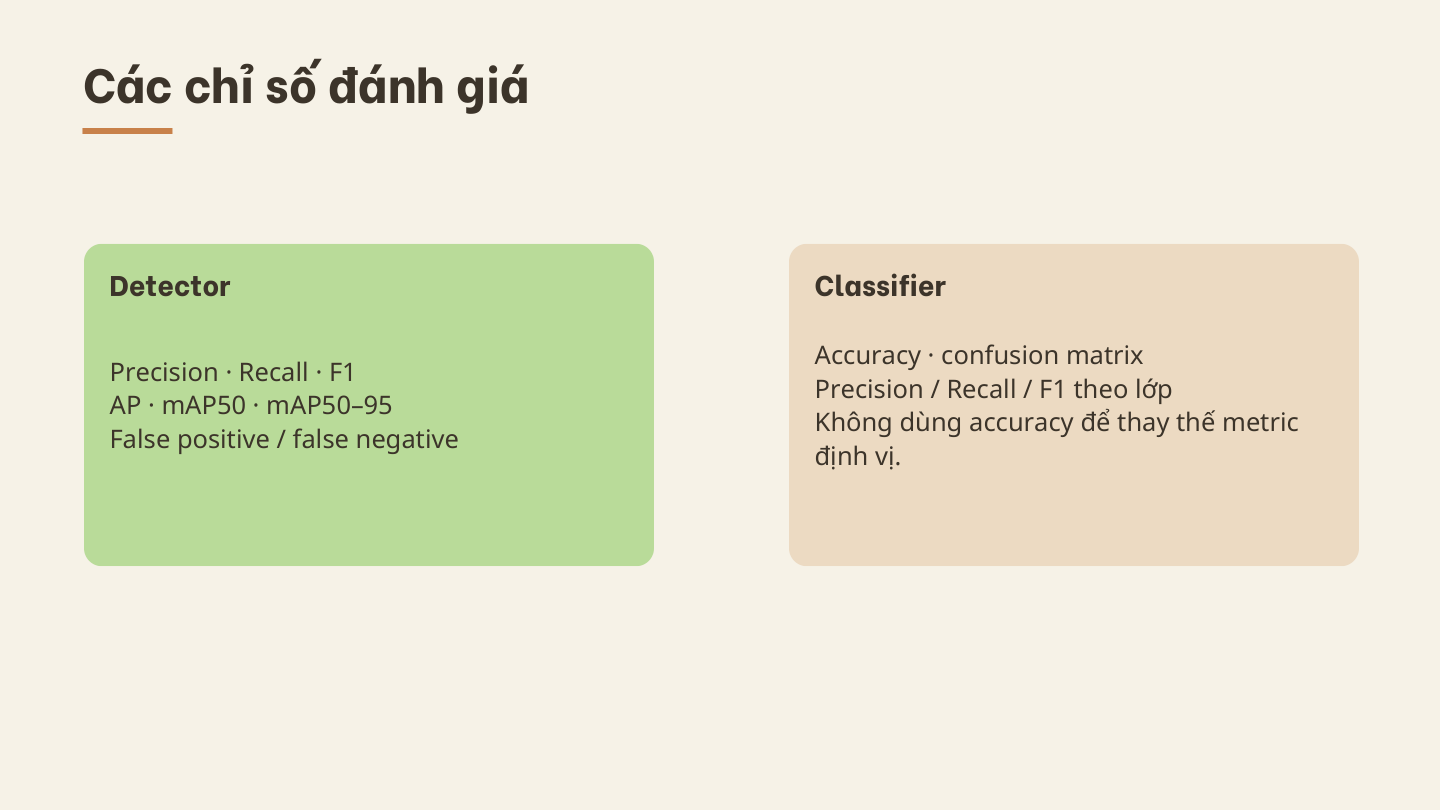 Các chỉ số đánh giá
Detector
Precision · Recall · F1
AP · mAP50 · mAP50–95
False positive / false negative
Classifier
Accuracy · confusion matrix
Precision / Recall / F1 theo lớp
Không dùng accuracy để thay thế metric
định vị.